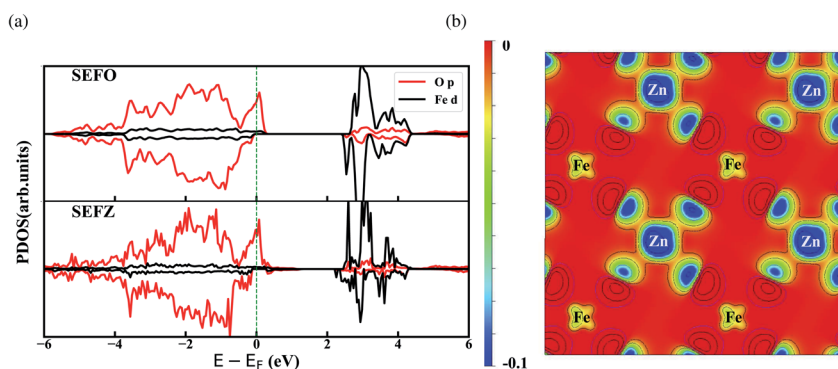 (a)
(b)
SEFO
O p
Fe d
SEFZ
PDOS(arb.units)
−6 −4 −2 0 2 4 6
E − E_F (eV)
0
-0.1
Zn Zn
Fe Fe
Zn Zn
Fe Fe